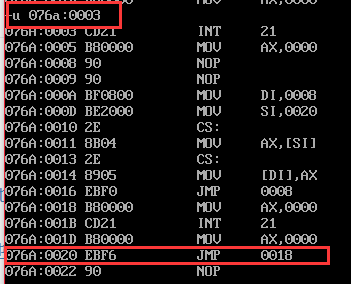 -u 076a:0003
076A:0003 CD21 INT 21
076A:0005 B80000 MOV AX,0000
076A:0008 90 NOP
076A:0009 90 NOP
076A:000A BF0800 MOV DI,0008
076A:000D BE2000 MOV SI,0020
076A:0010 2E CS:
076A:0011 8B04 MOV AX,[SI]
076A:0013 2E CS:
076A:0014 8905 MOV [DI],AX
076A:0016 EBF0 JMP 0008
076A:0018 B80000 MOV AX,0000
076A:001B CD21 INT 21
076A:001D B80000 MOV AX,0000
076A:0020 EBF6 JMP 0018
076A:0022 90 NOP